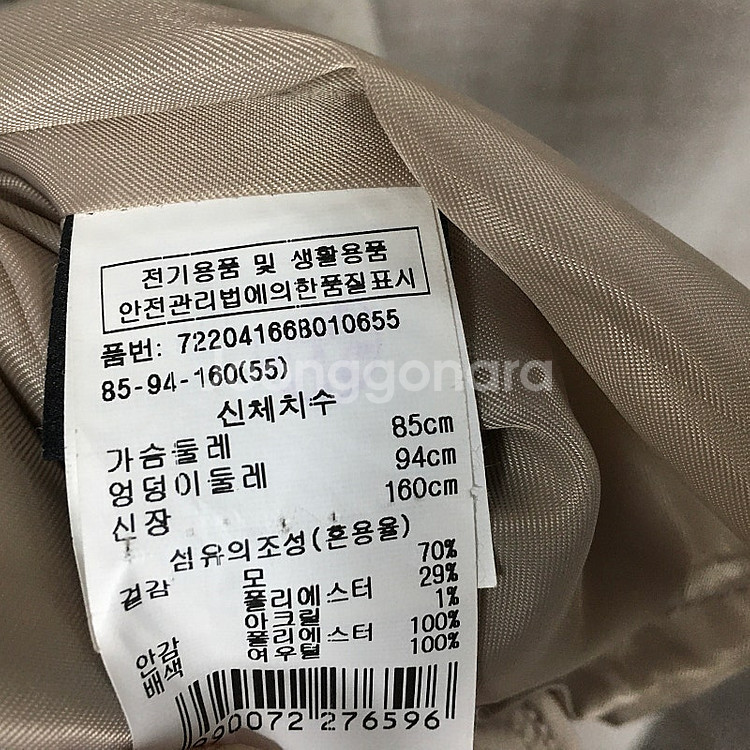 전기용품 및 생활용품
안전관리법에의한품질표시
품번: 72204166B010655
85-94-160(55)
신체치수
가슴둘레 85cm
엉덩이둘레 94cm
신장 160cm
섬유의조성(혼용율)
겉감 모 70%
폴리에스터 29%
아크릴 1%
안감 폴리에스터 100%
배색 여우털 100%
90072 276596